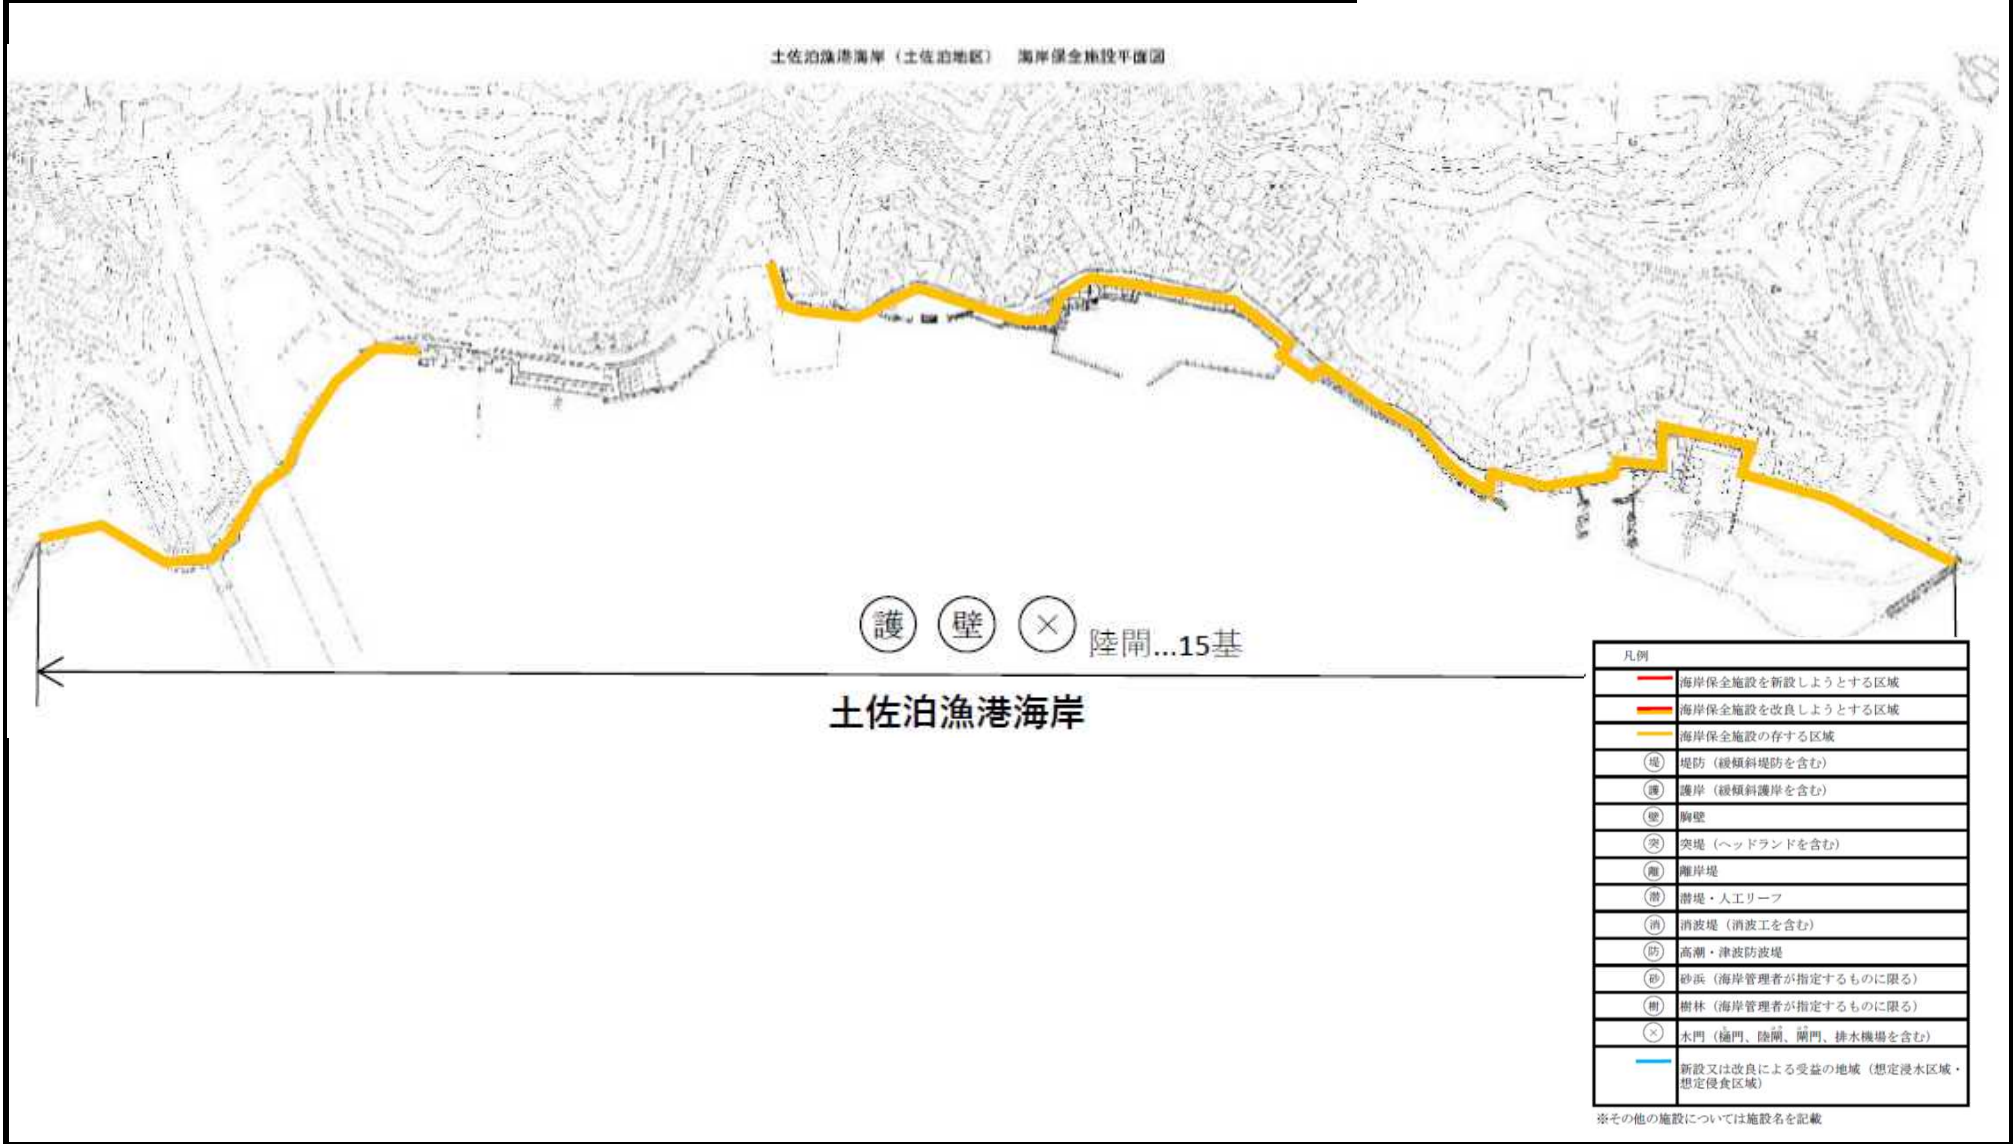 土佐泊漁港海岸（土佐泊地区）　海岸保全施設平面図
護 壁 × 陸閘…15基
土佐泊漁港海岸
凡例
海岸保全施設を新設しようとする区域
海岸保全施設を改良しようとする区域
海岸保全施設の存する区域
堤 堤防（緩傾斜堤防を含む）
護 護岸（緩傾斜護岸を含む）
壁 胸壁
突 突堤（ヘッドランドを含む）
離 離岸堤
潜 潜堤・人工リーフ
消 消波堤（消波工を含む）
防 高潮・津波防波堤
砂 砂浜（海岸管理者が指定するものに限る）
樹 樹林（海岸管理者が指定するものに限る）
× 水門（樋門、陸閘、閘門、排水機場を含む）
新設又は改良による受益の地域（想定浸水区域・
想定侵食区域）
※その他の施設については施設名を記載